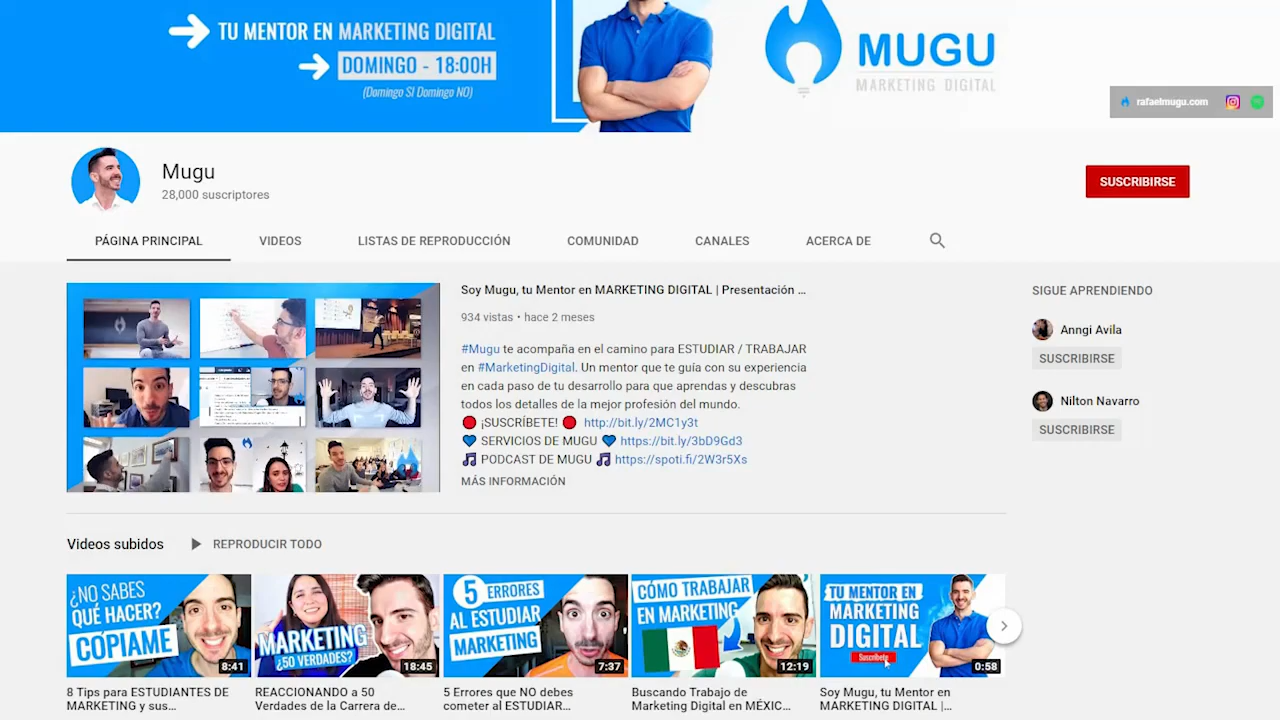 TU MENTOR EN MARKETING DIGITAL
DOMINGO - 18:00H
(Domingo SI Domingo NO)
MUGU
MARKETING DIGITAL
rafaelmugu.com
Mugu
28,000 suscriptores
SUSCRIBIRSE
PÁGINA PRINCIPAL
VIDEOS
LISTAS DE REPRODUCCIÓN
COMUNIDAD
CANALES
ACERCA DE
Soy Mugu, tu Mentor en MARKETING DIGITAL | Presentación ...
934 vistas • hace 2 meses
#Mugu te acompaña en el camino para ESTUDIAR / TRABAJAR
en #MarketingDigital. Un mentor que te guía con su experiencia
en cada paso de tu desarrollo para que aprendas y descubras
todos los detalles de la mejor profesión del mundo.
🔴 ¡SUSCRÍBETE! 🔴 http://bit.ly/2MC1y3t
💙 SERVICIOS DE MUGU 💙 https://bit.ly/3bD9Gd3
🎵 PODCAST DE MUGU 🎵 https://spoti.fi/2W3r5Xs
MÁS INFORMACIÓN
SIGUE APRENDIENDO
Anngi Avila
SUSCRIBIRSE
Nilton Navarro
SUSCRIBIRSE
Videos subidos
REPRODUCIR TODO
¿NO SABES
QUÉ HACER?
CÓPIAME
8:41
MARKETING
¿50 VERDADES?
18:45
5 ERRORES
AL ESTUDIAR
MARKETING
7:37
CÓMO TRABAJAR
EN MARKETING
12:19
TU MENTOR EN
MARKETING
DIGITAL
Suscríbete
0:58
8 Tips para ESTUDIANTES DE
MARKETING y sus...
REACCIONANDO a 50
Verdades de la Carrera de...
5 Errores que NO debes
cometer al ESTUDIAR...
Buscando Trabajo de
Marketing Digital en MÉXIC...
Soy Mugu, tu Mentor en
MARKETING DIGITAL |...